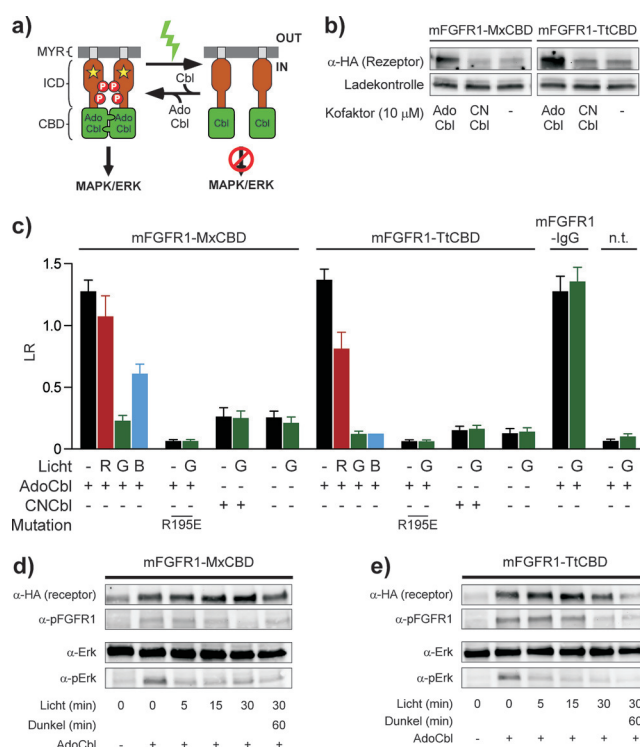 a)
OUT
MYR
IN
ICD
P P
P P
Cbl
Ado
Cbl
CBD
Ado Ado
Cbl Cbl
Cbl Cbl
MAPK/ERK MAPK/ERK
b)
mFGFR1-MxCBD mFGFR1-TtCBD
α-HA (Rezeptor)
Ladekontrolle
Kofaktor (10 μM) Ado CN - Ado CN -
Cbl Cbl Cbl Cbl
c)
mFGFR1-MxCBD mFGFR1-TtCBD mFGFR1 -IgG n.t.
LR
1.5
1.0
0.5
0
Licht - R G B - G - G - G - R G B - G - G - G - G - G
AdoCbl + + + + + + - - - - + + + + + + - - - - + + - -
CNCbl - - - - - - + + - - - - - - - - + + - - - - - -
Mutation - - - - R195E - - - - - - - - R195E - - - - - - - -
d)
mFGFR1-MxCBD
α-HA (receptor)
α-pFGFR1
α-Erk
α-pErk
Licht (min) 0 0 5 15 30 30
Dunkel (min) 60
AdoCbl - + + + + +
e)
mFGFR1-TtCBD
α-HA (receptor)
α-pFGFR1
α-Erk
α-pErk
Licht (min) 0 0 5 15 30 30
Dunkel (min) 60
AdoCbl - + + + + +